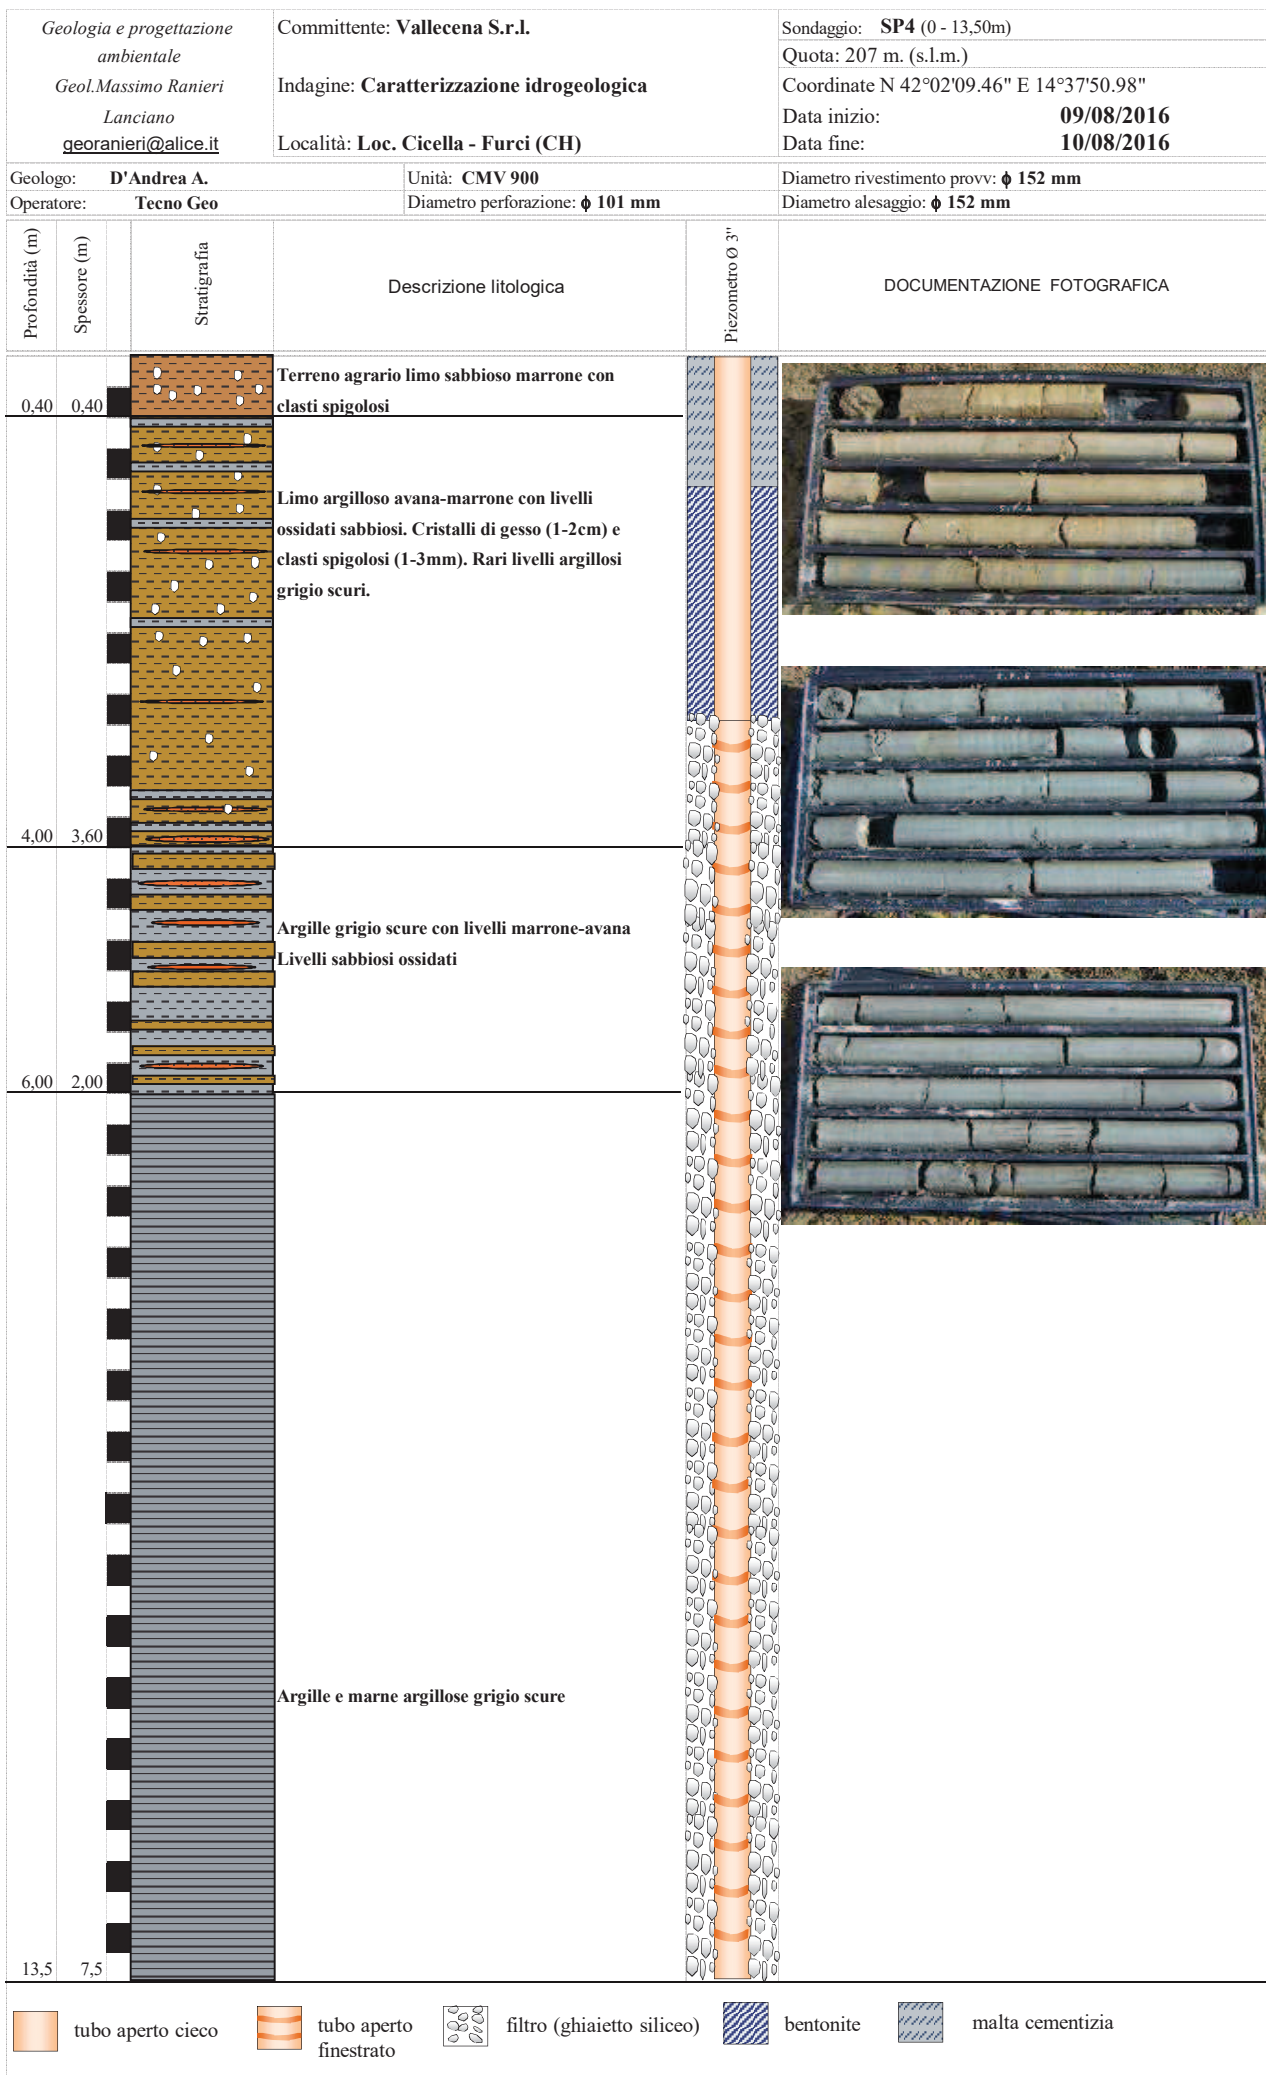 Geologia e progettazione
ambientale
Geol.Massimo Ranieri
Lanciano
georanieri@alice.it
Committente: Vallecena S.r.l.
Indagine: Caratterizzazione idrogeologica
Località: Loc. Cicella - Furci (CH)
Sondaggio: SP4 (0 - 13,50m)
Quota: 207 m. (s.l.m.)
Coordinate N 42°02'09.46" E 14°37'50.98"
Data inizio: 09/08/2016
Data fine: 10/08/2016
Geologo: D'Andrea A.
Operatore: Tecno Geo
Unità: CMV 900
Diametro perforazione: ϕ 101 mm
Diametro rivestimento provv: ϕ 152 mm
Diametro alesaggio: ϕ 152 mm
Profondità (m)
Spessore (m)
Stratigrafia
Descrizione litologica
Piezometro Ø 3"
DOCUMENTAZIONE FOTOGRAFICA
Terreno agrario limo sabbioso marrone con
clasti spigolosi
0,40 0,40
Limo argilloso avana-marrone con livelli
ossidati sabbiosi. Cristalli di gesso (1-2cm) e
clasti spigolosi (1-3mm). Rari livelli argillosi
grigio scuri.
4,00 3,60
Argille grigio scure con livelli marrone-avana
Livelli sabbiosi ossidati
6,00 2,00
Argille e marne argillose grigio scure
13,5 7,5
tubo aperto cieco
tubo aperto
finestrato
filtro (ghiaietto siliceo)
bentonite
malta cementizia